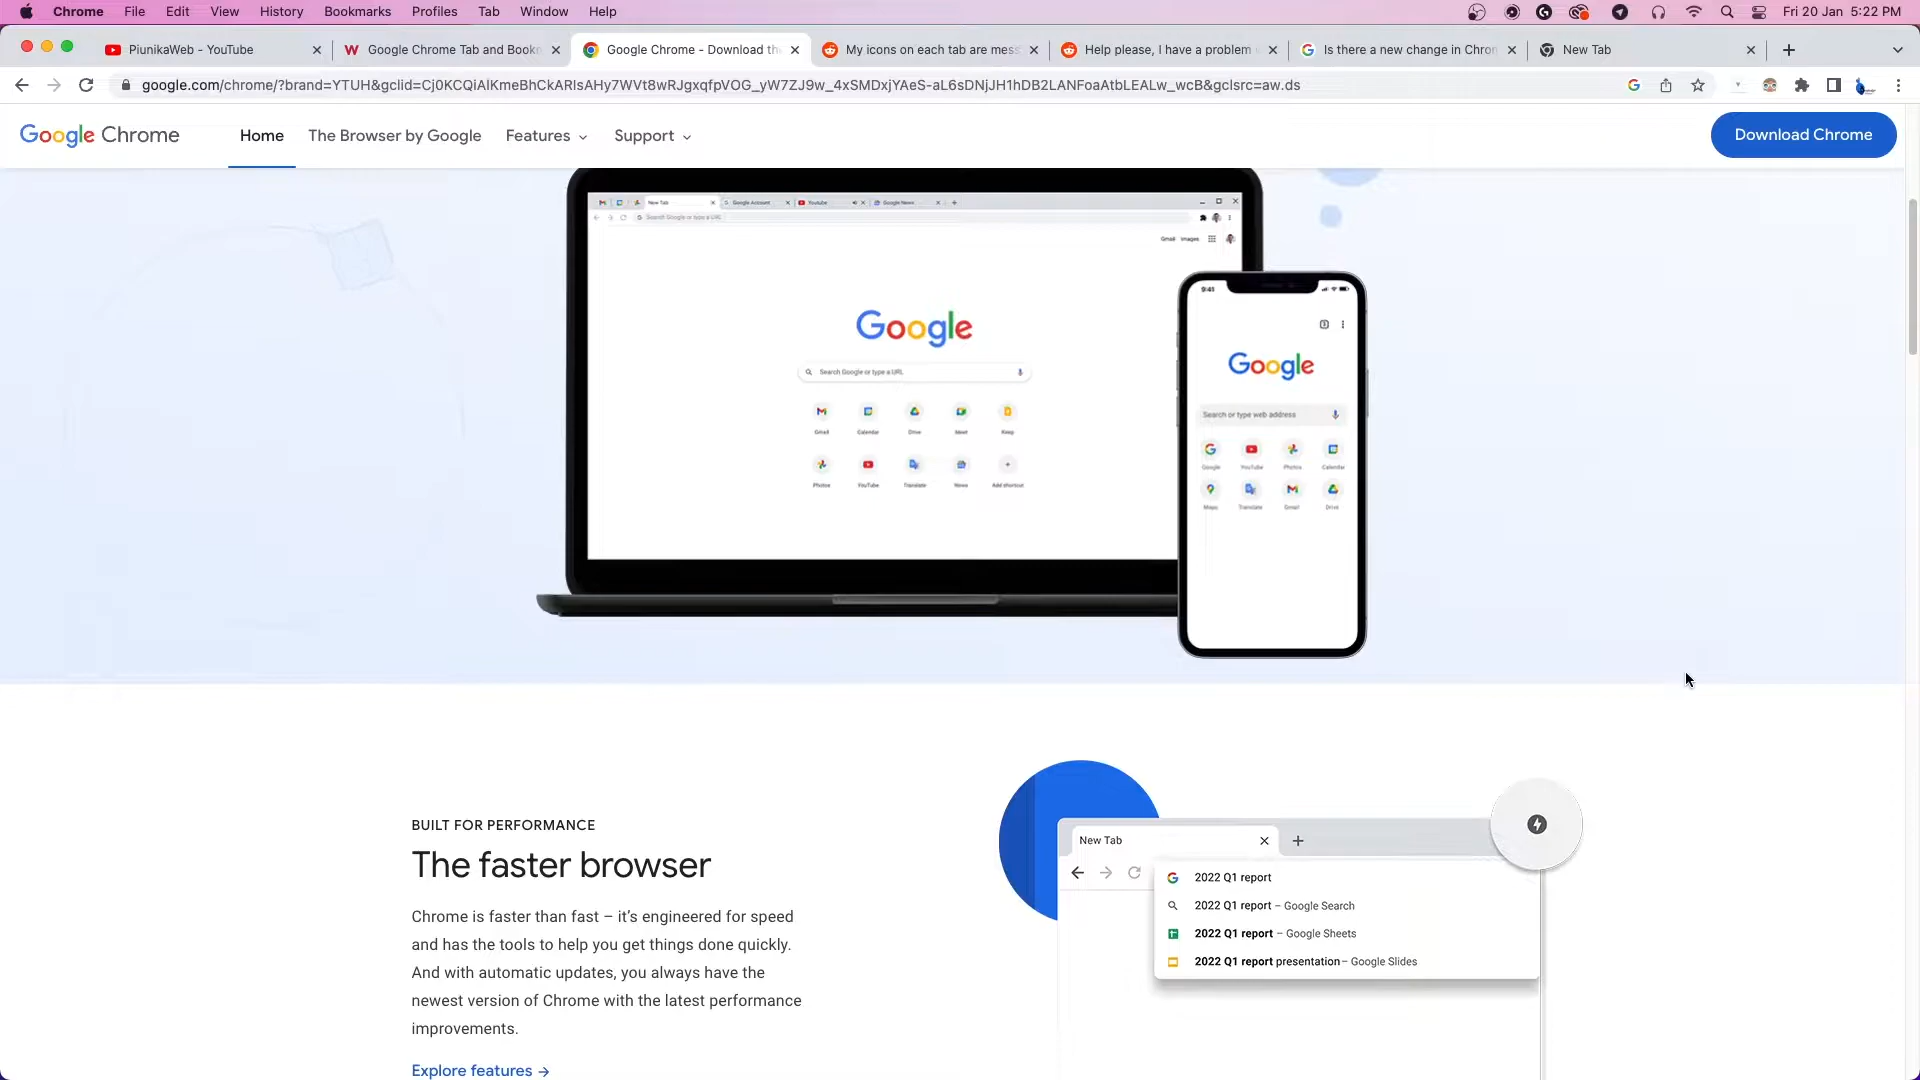 Chrome File Edit View History Bookmarks Profiles Tab Window Help Fri 20 Jan 5:22 PM
PiunikaWeb - YouTube Google Chrome Tab and Booke Google Chrome - Download th My icons on each tab are mess Help please, I have a problem Is there a new change in Chron New Tab
google.com/chrome/?brand=YTUH&gclid=Cj0KCQiAlKmeBhCkARIsAHy7WVt8wRJgxqfpVOG_yW7ZJ9w_4xSMDxjYAeS-aL6sDNjJH1hDB2LANFoaAtbLEALw_wcB&gclsrc=aw.ds
Google Chrome Home The Browser by Google Features Support Download Chrome
New Tab Google Account Youtube Google News
Search Google or type a URL
Gmail Images
Google
Search Google or type a URL
Gmail Calendar Drive Meet Keep
Photos YouTube Translate News Add shortcut
9:41
Google
Search or type web address
Google YouTube Photos Calendar
Maps Translate Gmail Drive
BUILT FOR PERFORMANCE
The faster browser
Chrome is faster than fast – it's engineered for speed
and has the tools to help you get things done quickly.
And with automatic updates, you always have the
newest version of Chrome with the latest performance
improvements.
Explore features →
New Tab
2022 Q1 report
2022 Q1 report – Google Search
2022 Q1 report – Google Sheets
2022 Q1 report presentation – Google Slides